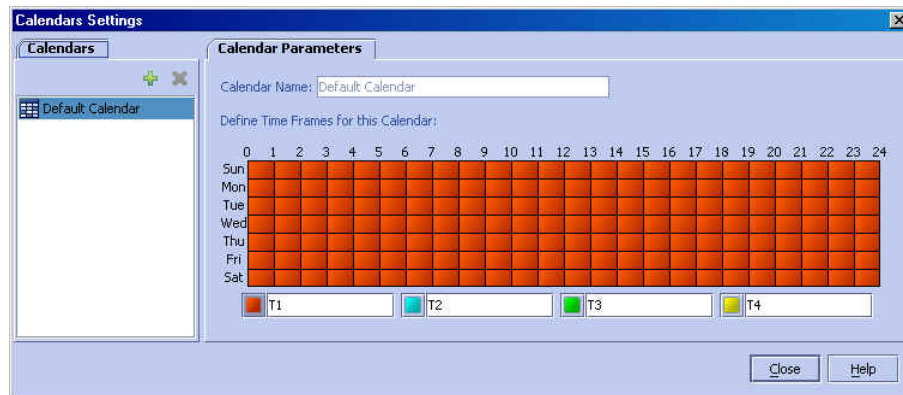 Calendars Settings
Calendars
Calendar Parameters
Default Calendar
Calendar Name: Default Calendar
Define Time Frames for this Calendar:
0 1 2 3 4 5 6 7 8 9 10 11 12 13 14 15 16 17 18 19 20 21 22 23 24
Sun
Mon
Tue
Wed
Thu
Fri
Sat
T1 T2 T3 T4
Close Help